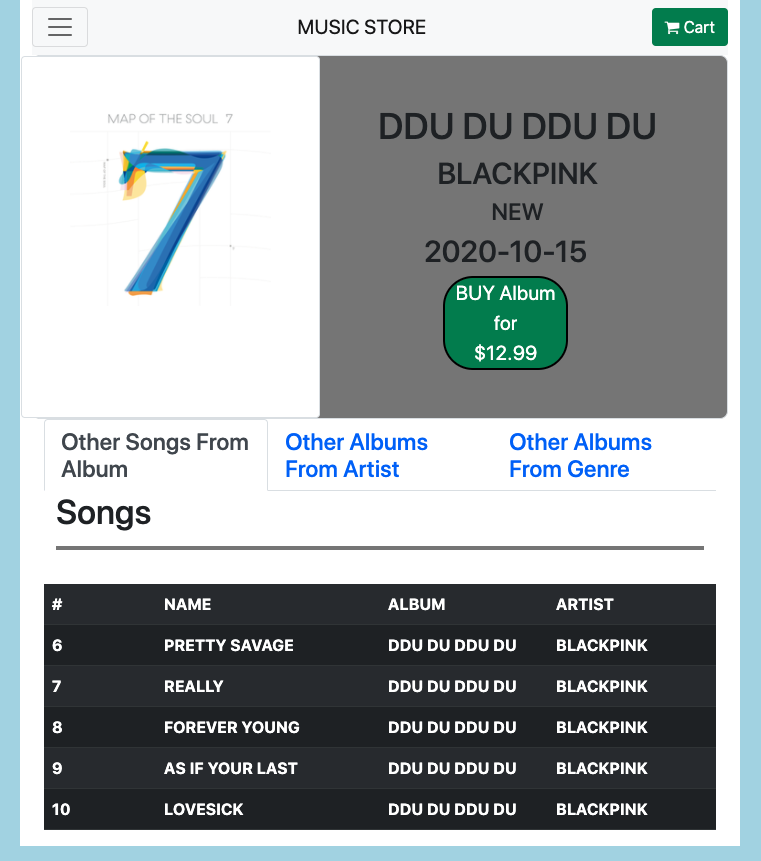 MUSIC STORE
Cart
MAP OF THE SOUL 7
7
DDU DU DDU DU
BLACKPINK
NEW
2020-10-15
BUY Album
for
$12.99
Other Songs From
Album
Other Albums
From Artist
Other Albums
From Genre
Songs
# NAME ALBUM ARTIST
6 PRETTY SAVAGE DDU DU DDU DU BLACKPINK
7 REALLY DDU DU DDU DU BLACKPINK
8 FOREVER YOUNG DDU DU DDU DU BLACKPINK
9 AS IF YOUR LAST DDU DU DDU DU BLACKPINK
10 LOVESICK DDU DU DDU DU BLACKPINK